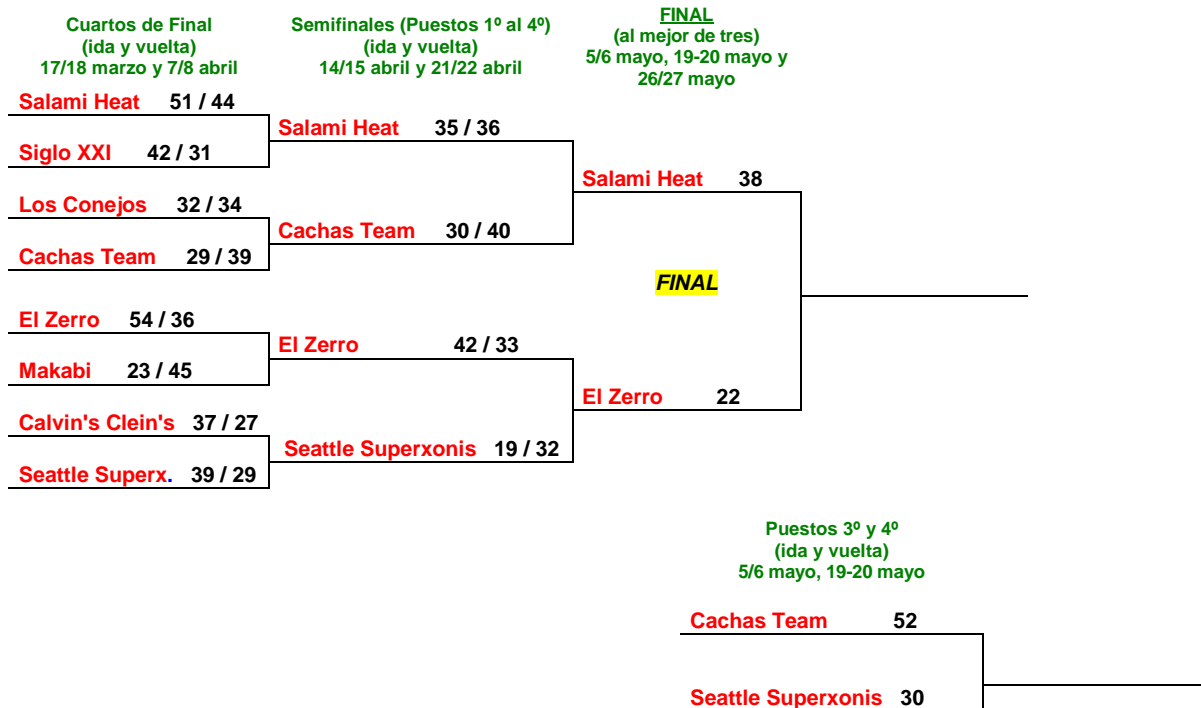 Cuartos de Final
(ida y vuelta)
17/18 marzo y 7/8 abril
Semifinales (Puestos 1º al 4º)
(ida y vuelta)
14/15 abril y 21/22 abril
FINAL
(al mejor de tres)
5/6 mayo, 19-20 mayo y
26/27 mayo
Salami Heat 51 / 44
Siglo XXI 42 / 31
Los Conejos 32 / 34
Cachas Team 29 / 39
El Zerro 54 / 36
Makabi 23 / 45
Calvin's Clein's 37 / 27
Seattle Superx. 39 / 29
Salami Heat 35 / 36
Cachas Team 30 / 40
El Zerro 42 / 33
Seattle Superxonis 19 / 32
Salami Heat 38
FINAL
El Zerro 22
Puestos 3º y 4º
(ida y vuelta)
5/6 mayo, 19-20 mayo
Cachas Team 52
Seattle Superxonis 30